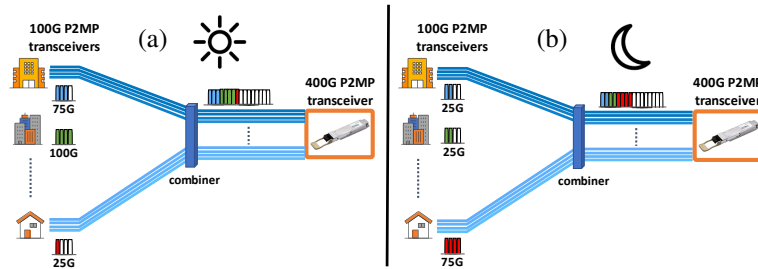 100G P2MP
transceivers
(a)
400G P2MP
transceiver
75G
100G
combiner
25G
100G P2MP
transceivers
(b)
400G P2MP
transceiver
25G
25G
combiner
75G